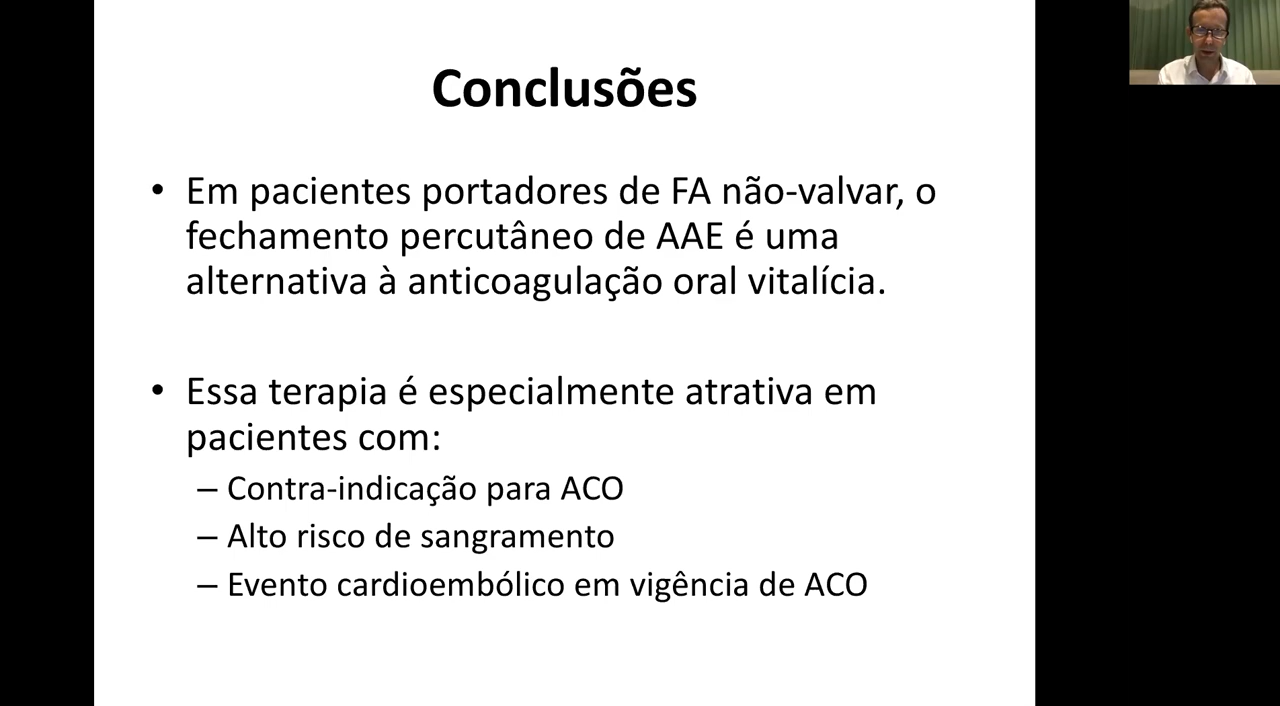 Conclusões
• Em pacientes portadores de FA não-valvar, o
fechamento percutâneo de AAE é uma
alternativa à anticoagulação oral vitalícia.
• Essa terapia é especialmente atrativa em
pacientes com:
– Contra-indicação para ACO
– Alto risco de sangramento
– Evento cardioembólico em vigência de ACO